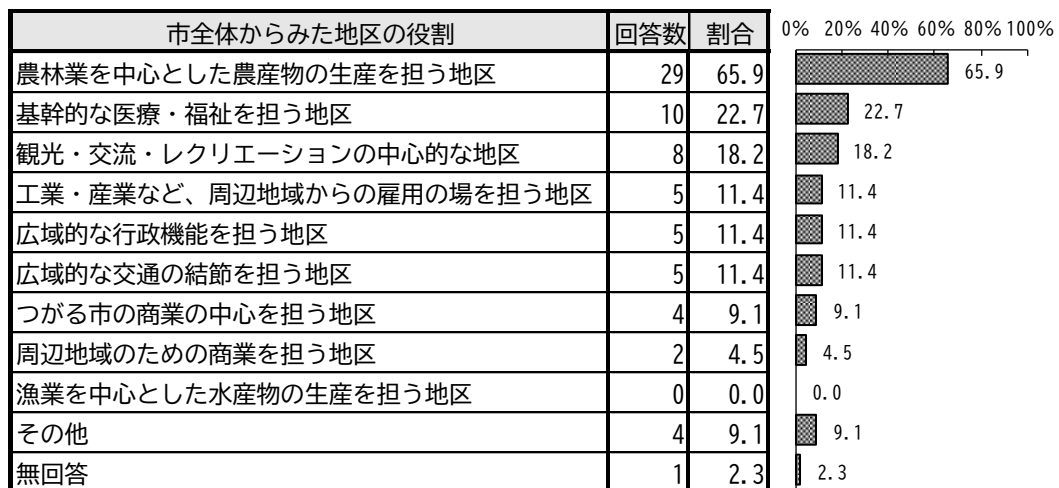 市全体からみた地区の役割 回答数 割合 0% 20% 40% 60% 80% 100%
農林業を中心とした農産物の生産を担う地区 29 65.9 65.9
基幹的な医療・福祉を担う地区 10 22.7 22.7
観光・交流・レクリエーションの中心的な地区 8 18.2 18.2
工業・産業など、周辺地域からの雇用の場を担う地区 5 11.4 11.4
広域的な行政機能を担う地区 5 11.4 11.4
広域的な交通の結節を担う地区 5 11.4 11.4
つがる市の商業の中心を担う地区 4 9.1 9.1
周辺地域のための商業を担う地区 2 4.5 4.5
漁業を中心とした水産物の生産を担う地区 0 0.0 0.0
その他 4 9.1 9.1
無回答 1 2.3 2.3